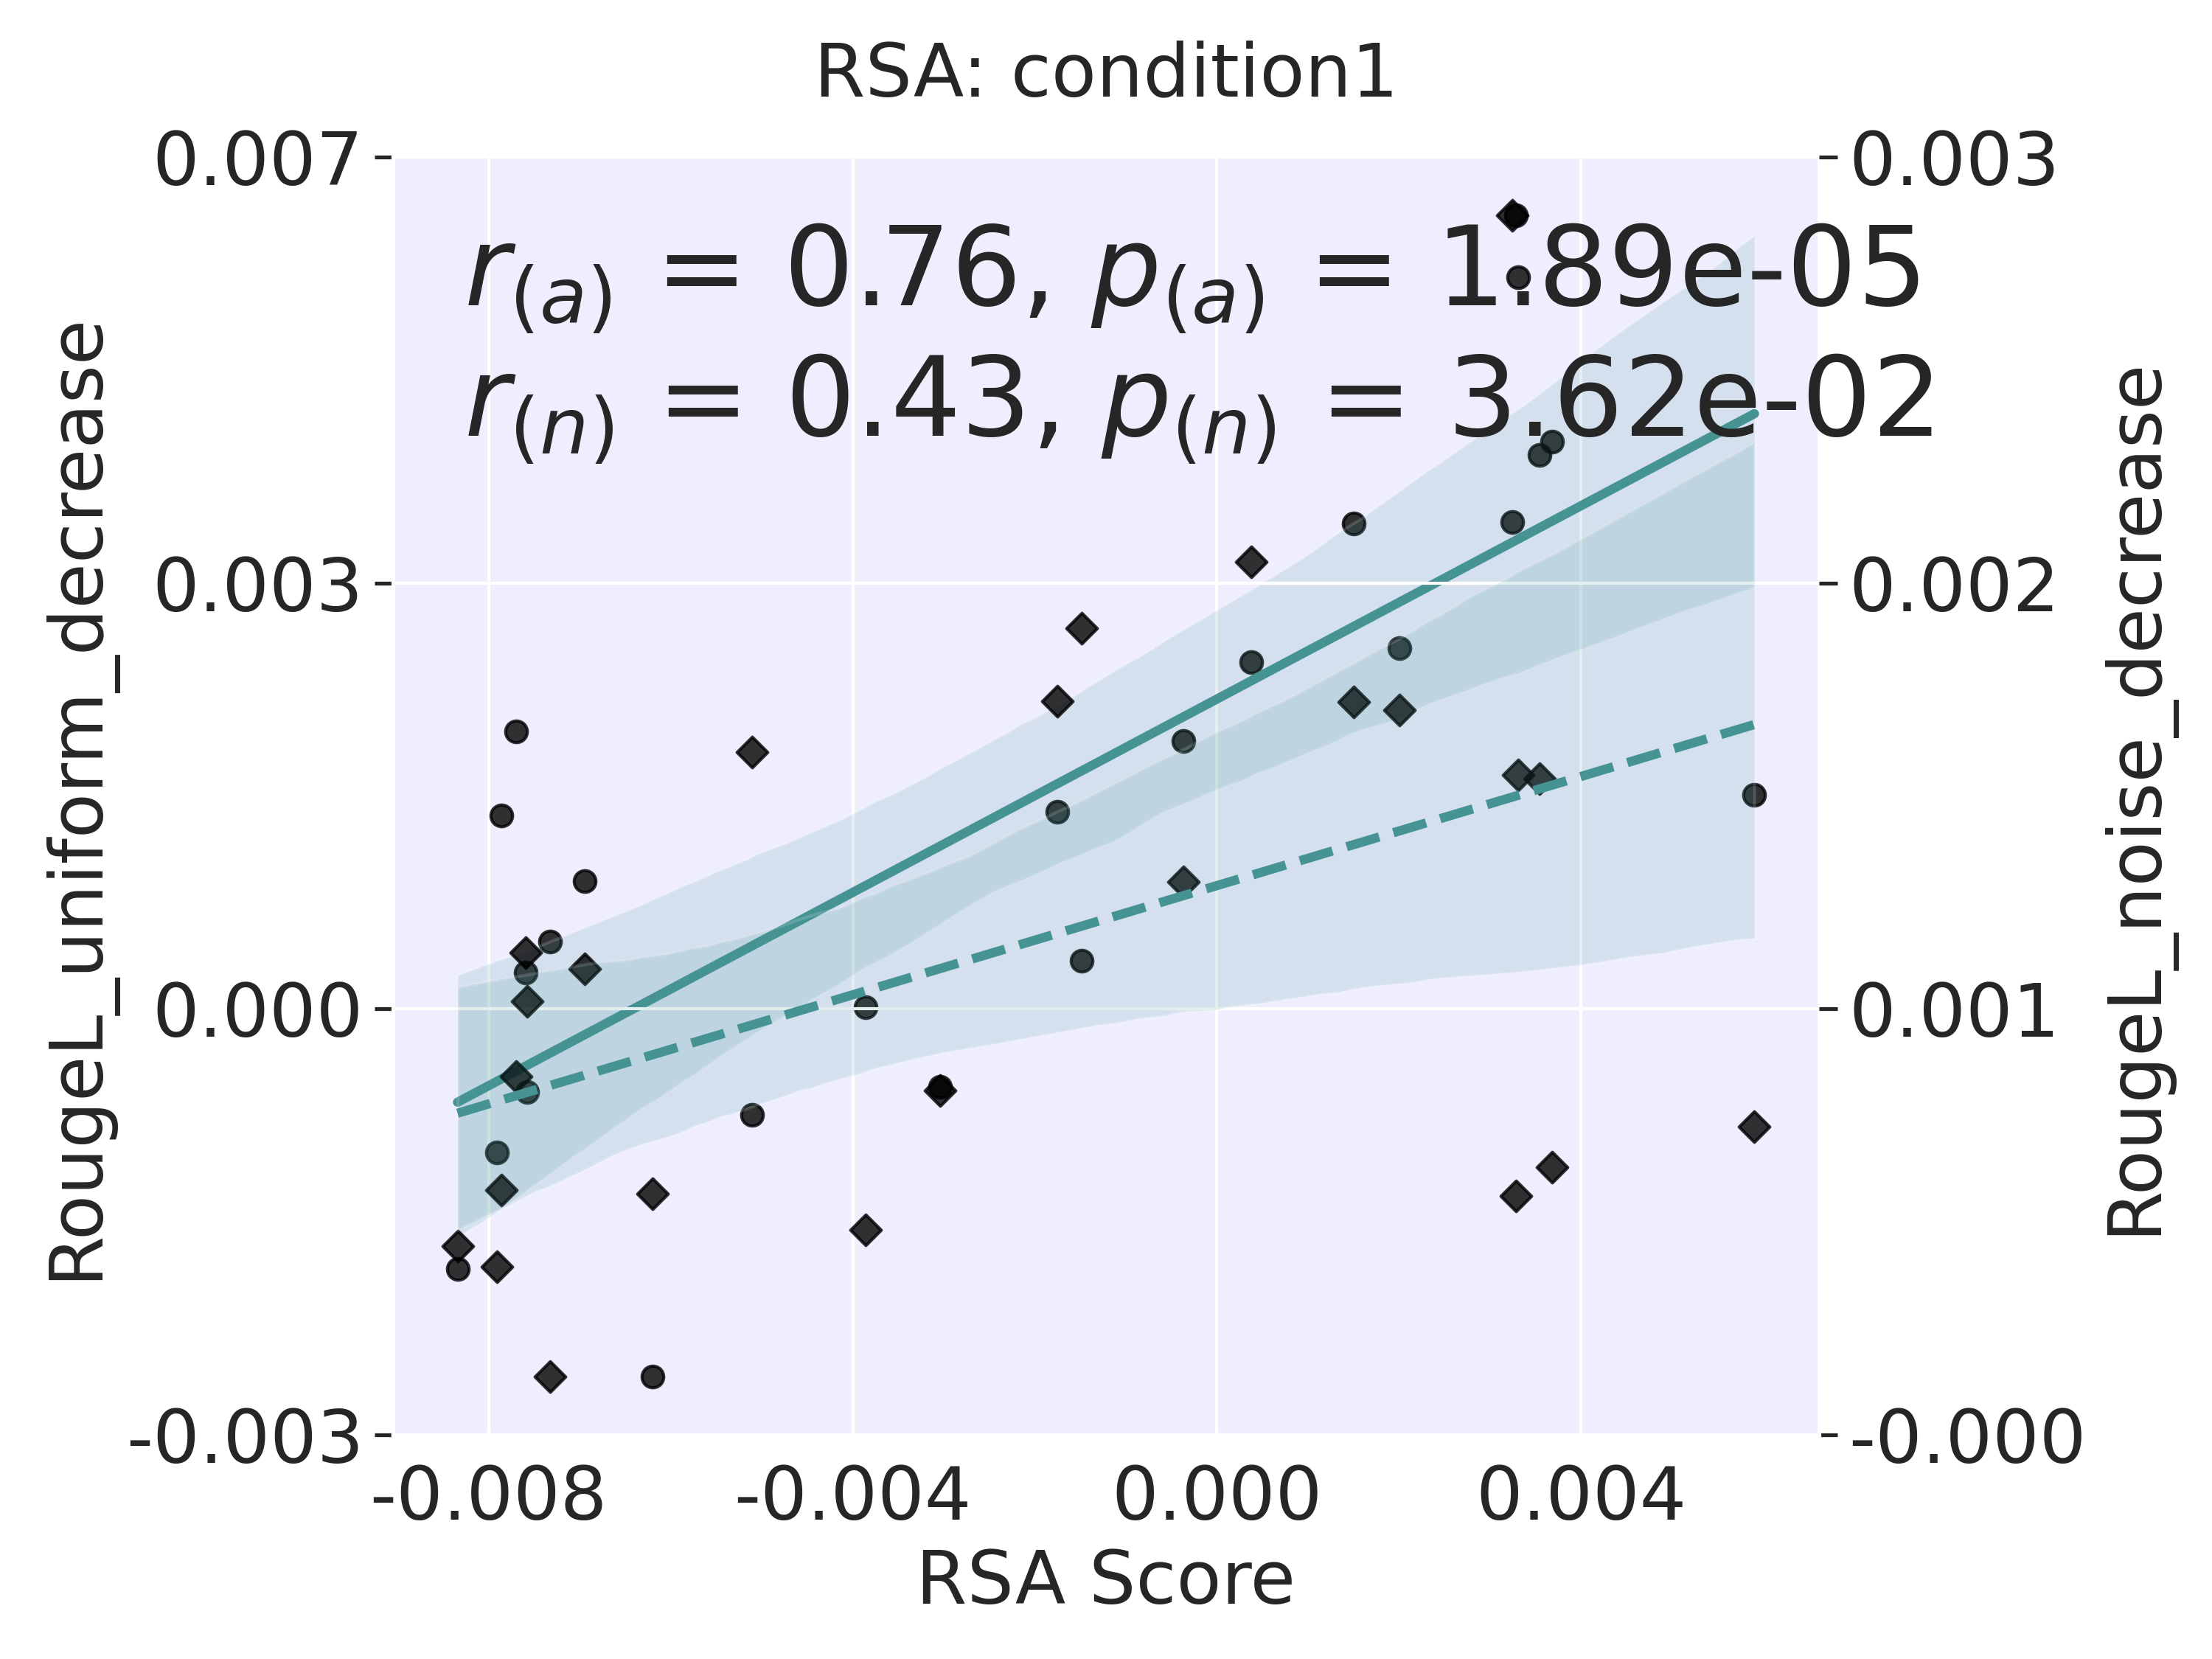 RSA: condition1
0.007
0.003
0.000
-0.003
RougeL_uniform_decrease
r(a) = 0.76, p(a) = 1.89e-05
r(n) = 0.43, p(n) = 3.62e-02
0.003
0.002
0.001
-0.000
RougeL_noise_decrease
-0.008 -0.004 0.000 0.004
RSA Score